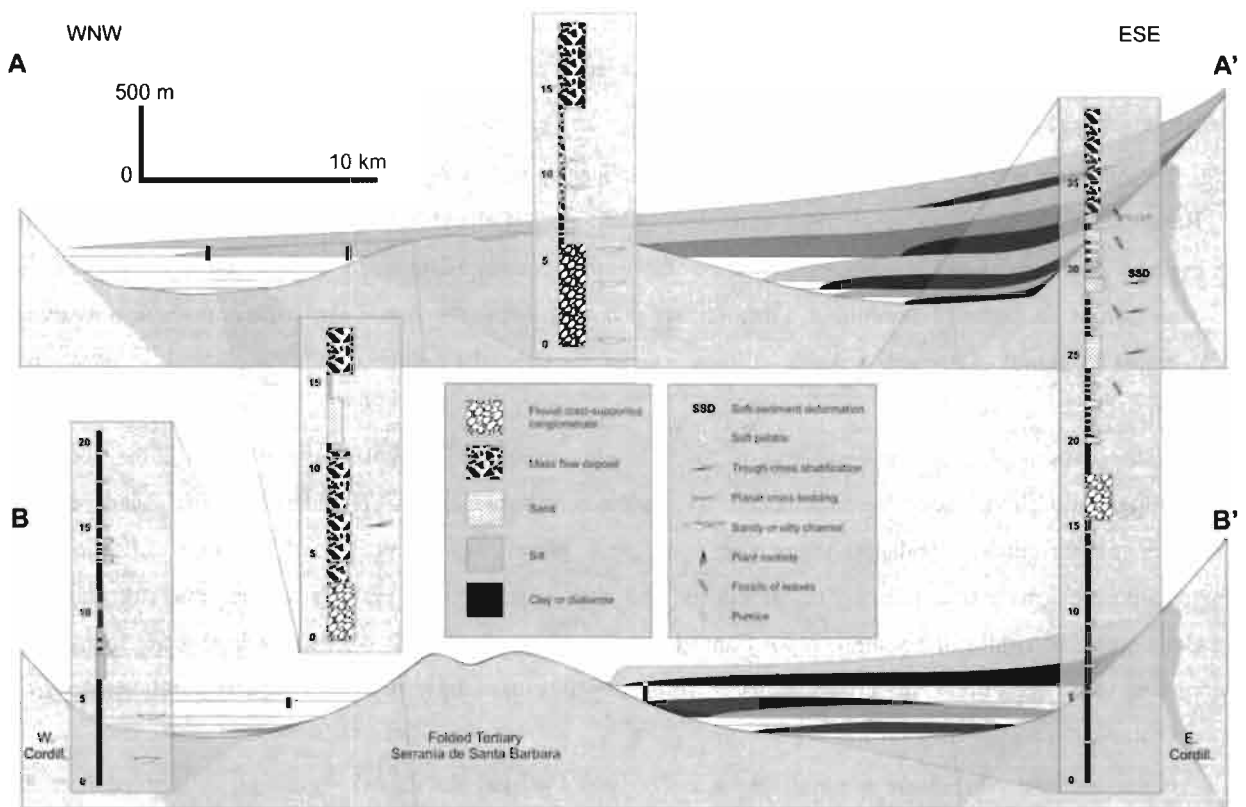 WNW
ESE
A
A'
500 m
0
10 km
15
10
5
0
35
30
25
20
15
10
5
0
SSD
15
10
5
0
20
15
10
5
0
B
B'
Fluvial clast-supported
conglomerate
Mass flow deposit
Sand
Silt
Clay or diatomite
SSD
Soft-sediment deformation
Soft pebble
Trough cross stratification
Planar cross bedding
Sandy or silty channel
Plant rootlets
Fossils of leaves
Pumice
W.
Cordill.
Folded Tertiary
Serranía de Santa Barbara
E.
Cordill.